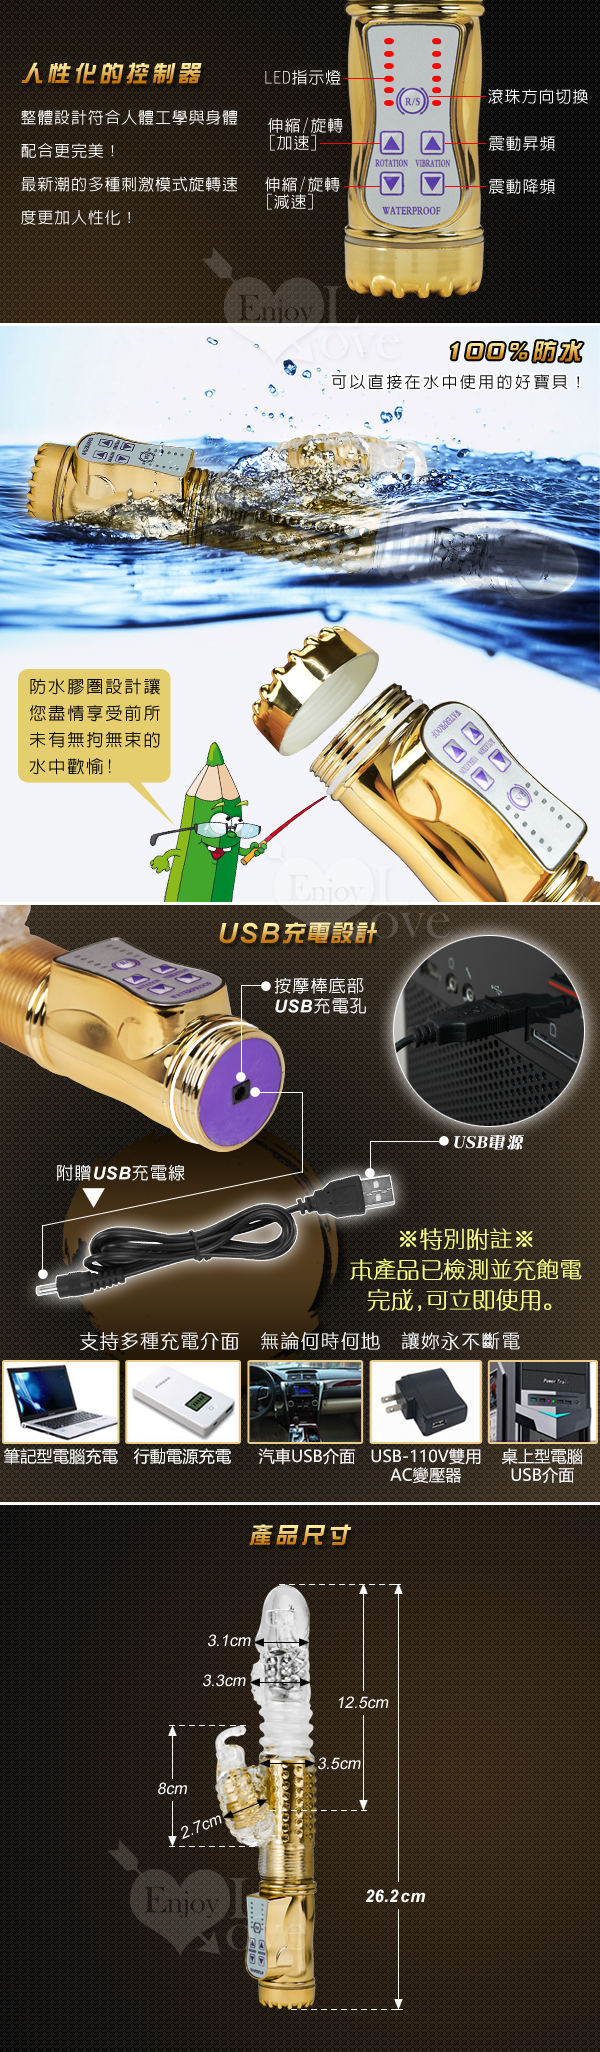 人性化的控制器
整體設計符合人體工學與身體
配合更完美！
最新潮的多種刺激模式旋轉速
度更加人性化！
LED指示燈
R/S
滾珠方向切換
伸縮/旋轉
[加速]
震動昇頻
ROTATION VIBRATION
伸縮/旋轉
[減速]
震動降頻
WATERPROOF
Enjoy Love
100%防水
可以直接在水中使用的好寶貝！
防水膠圈設計讓
您盡情享受前所
未有無拘無束的
水中歡愉！
WATERPROOF
Enjoy Love
USB充電設計
按摩棒底部
USB充電孔
USB電源
附贈USB充電線
※特別附註※
本產品已檢測並充飽電
完成,可立即使用。
支持多種充電介面 無論何時何地 讓妳永不斷電
筆記型電腦充電
行動電源充電
汽車USB介面
USB-110V雙用
AC變壓器
桌上型電腦
USB介面
產品尺寸
3.1cm
3.3cm
12.5cm
3.5cm
8cm
2.7cm
26.2cm
Enjoy Love